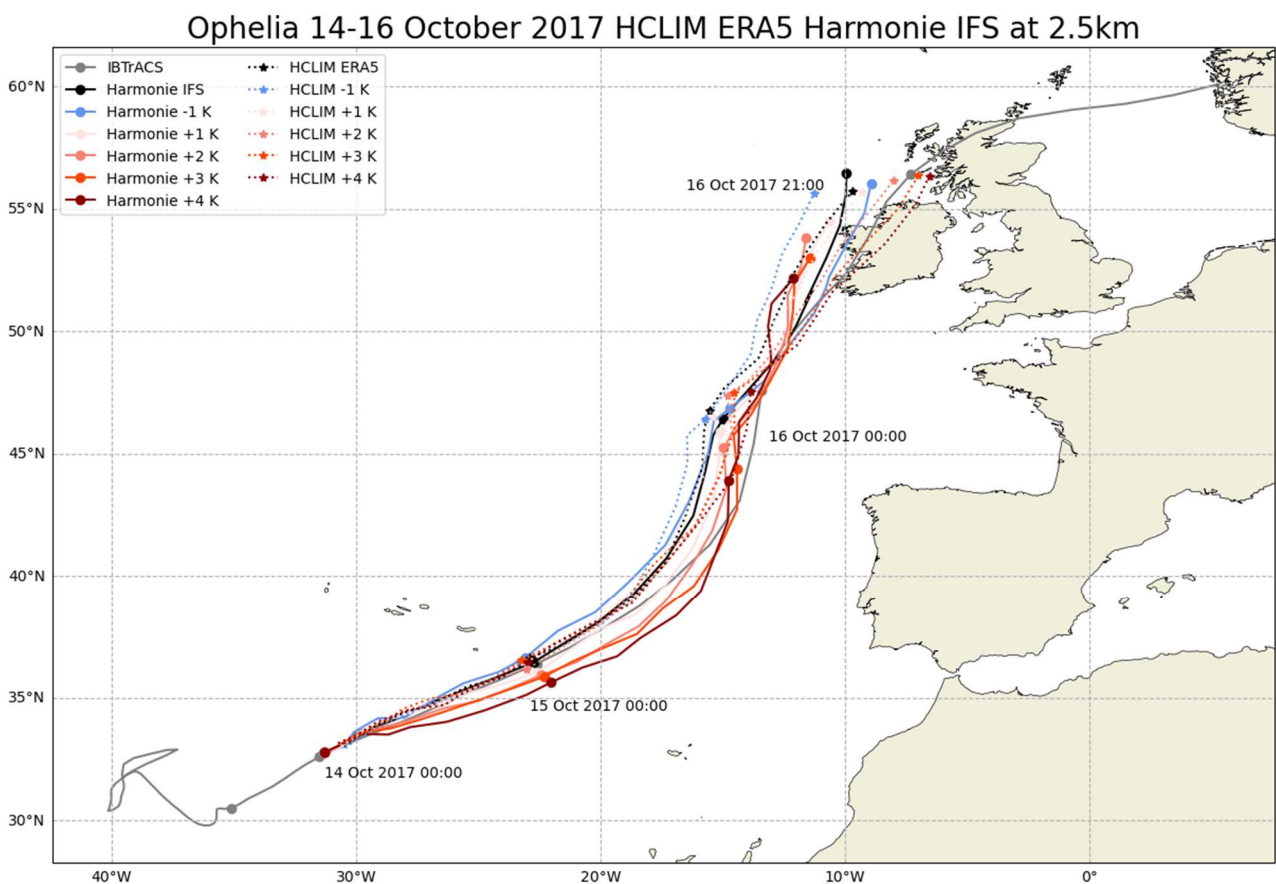 Ophelia 14-16 October 2017 HCLIM ERA5 Harmonie IFS at 2.5km
IBTrACS
Harmonie IFS
Harmonie -1 K
Harmonie +1 K
Harmonie +2 K
Harmonie +3 K
Harmonie +4 K
HCLIM ERA5
HCLIM -1 K
HCLIM +1 K
HCLIM +2 K
HCLIM +3 K
HCLIM +4 K
60°N
55°N
50°N
45°N
40°N
35°N
30°N
16 Oct 2017 21:00
16 Oct 2017 00:00
15 Oct 2017 00:00
14 Oct 2017 00:00
40°W
30°W
20°W
10°W
0°